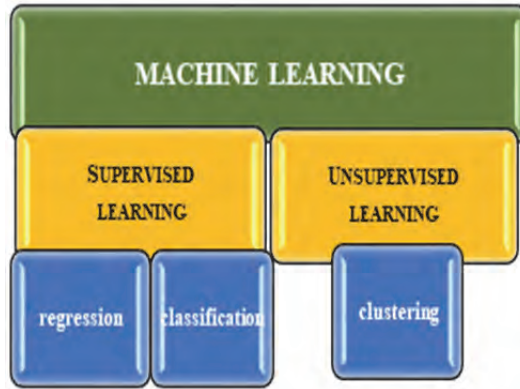 MACHINE LEARNING
SUPERVISED
LEARNING
UNSUPERVISED
LEARNING
regression
classification
clustering